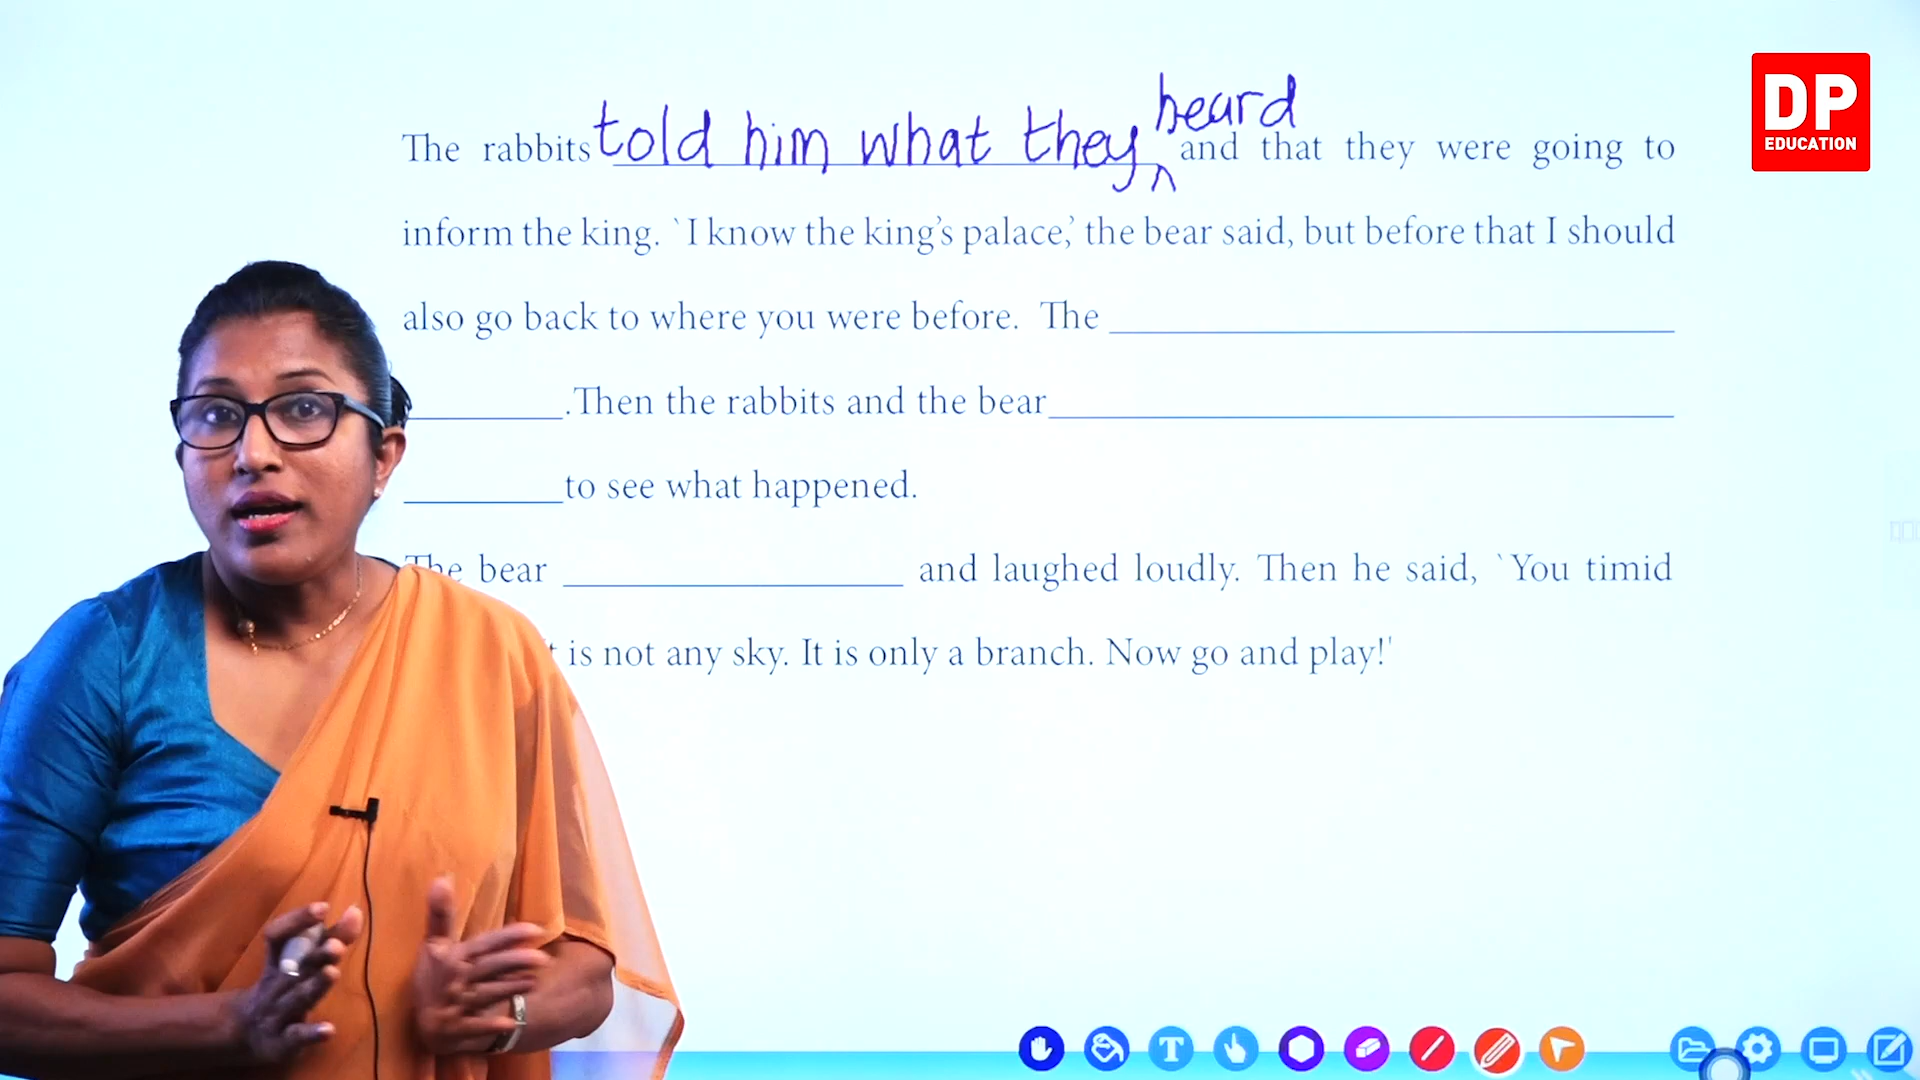 DP
EDUCATION
heard
The rabbits told him what they and that they were going to
inform the king. `I know the king's palace,' the bear said, but before that I should
also go back to where you were before. The
.Then the rabbits and the bear
to see what happened.
The bear and laughed loudly. Then he said, `You timid
is not any sky. It is only a branch. Now go and play!'
T